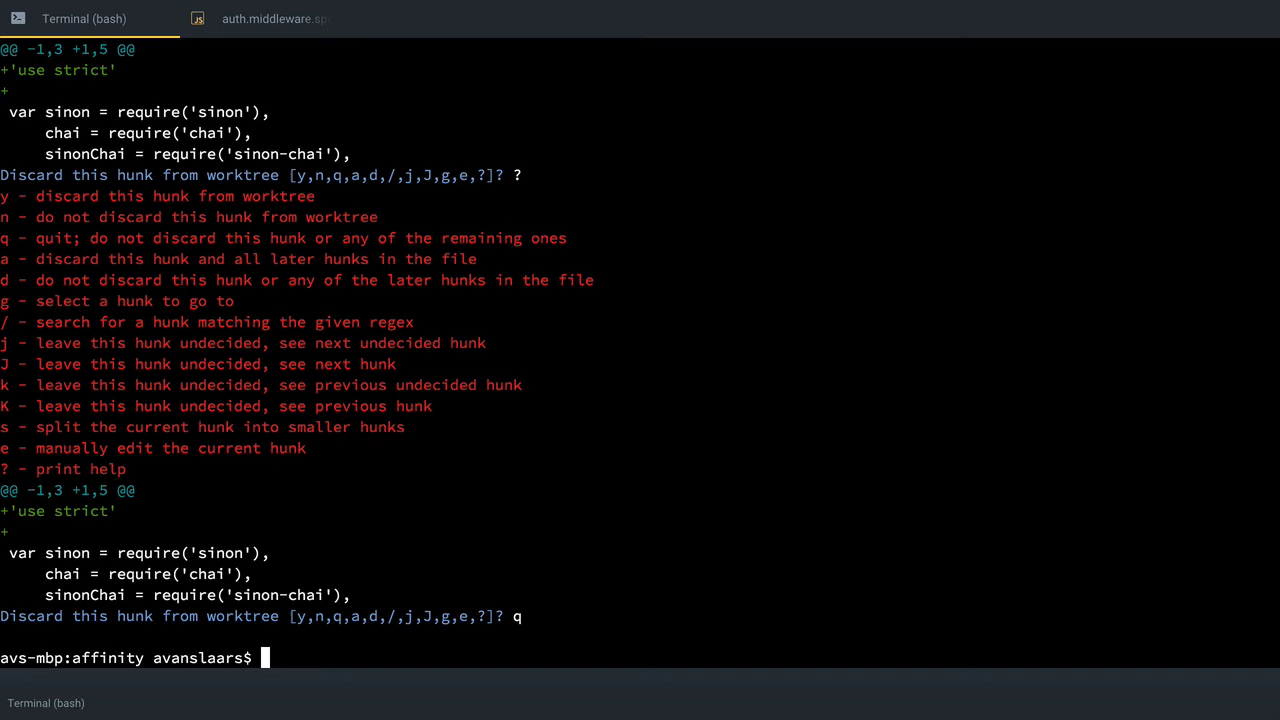 Terminal (bash)
JS auth.middleware.sp
@@ -1,3 +1,5 @@
+'use strict'
+
 var sinon = require('sinon'),
     chai = require('chai'),
     sinonChai = require('sinon-chai'),
Discard this hunk from worktree [y,n,q,a,d,/,j,J,g,e,?]? ?
y - discard this hunk from worktree
n - do not discard this hunk from worktree
q - quit; do not discard this hunk or any of the remaining ones
a - discard this hunk and all later hunks in the file
d - do not discard this hunk or any of the later hunks in the file
g - select a hunk to go to
/ - search for a hunk matching the given regex
j - leave this hunk undecided, see next undecided hunk
J - leave this hunk undecided, see next hunk
k - leave this hunk undecided, see previous undecided hunk
K - leave this hunk undecided, see previous hunk
s - split the current hunk into smaller hunks
e - manually edit the current hunk
? - print help
@@ -1,3 +1,5 @@
+'use strict'
+
 var sinon = require('sinon'),
     chai = require('chai'),
     sinonChai = require('sinon-chai'),
Discard this hunk from worktree [y,n,q,a,d,/,j,J,g,e,?]? q
avs-mbp:affinity avanslaars$
Terminal (bash)